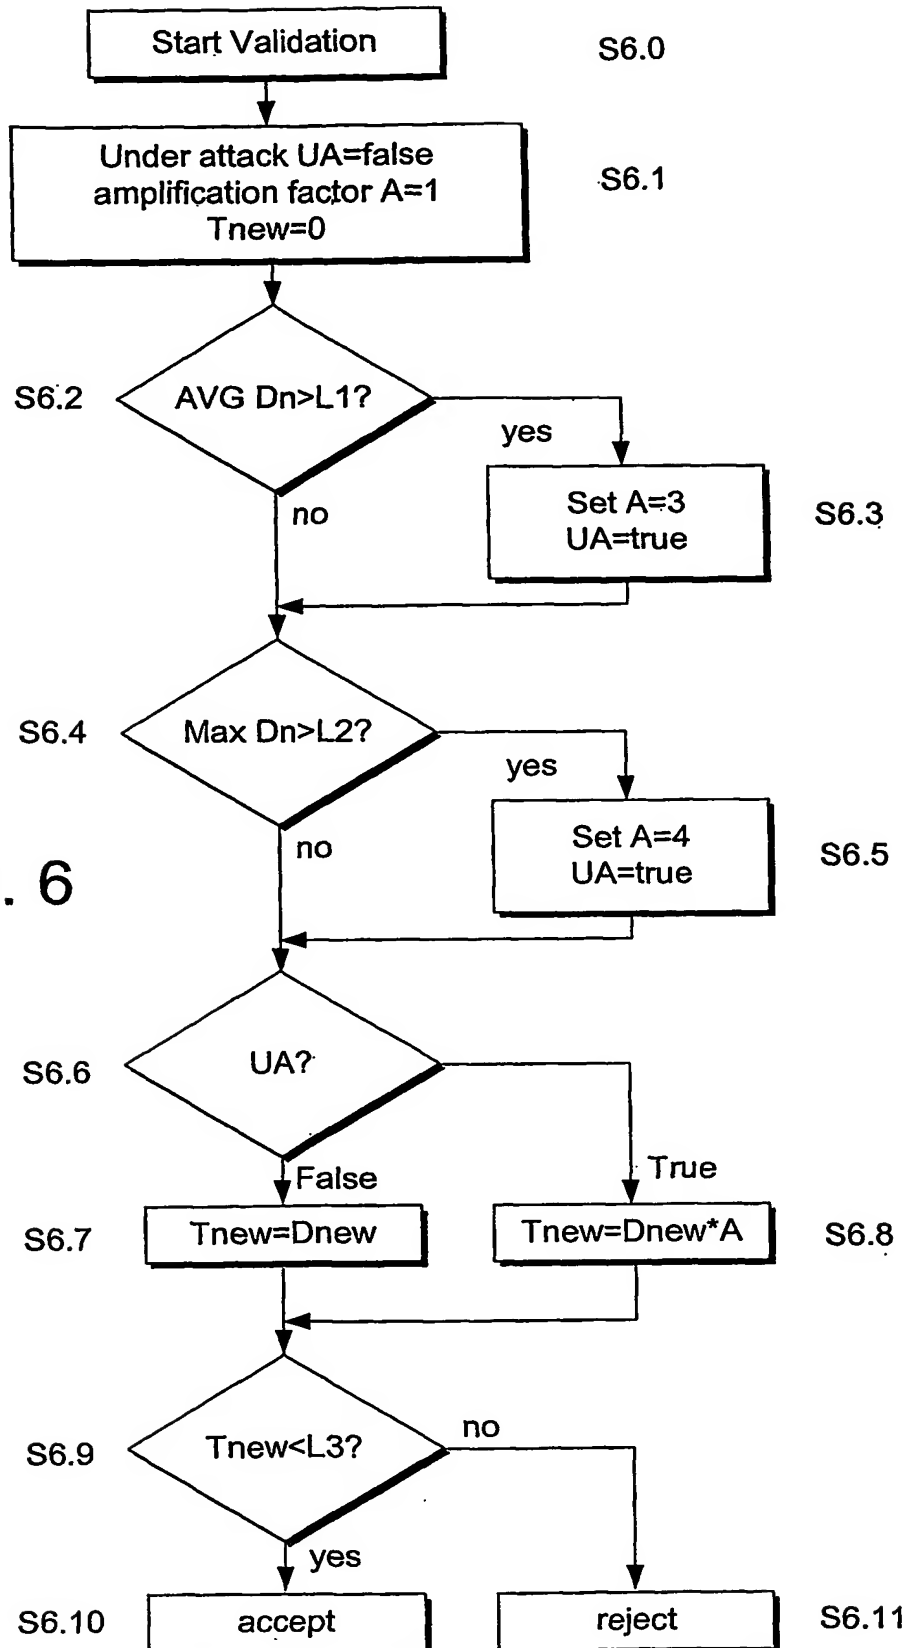 Start Validation
S6.0
Under attack UA=false
amplification factor A=1
Tnew=0
S6.1
S6.2
AVG Dn>L1?
yes
no
Set A=3
UA=true
S6.3
S6.4
Max Dn>L2?
yes
no
Set A=4
UA=true
S6.5
. 6
S6.6
UA?
False
True
S6.7
Tnew=Dnew
Tnew=Dnew*A
S6.8
S6.9
Tnew<L3?
no
yes
S6.10
accept
reject
S6.11